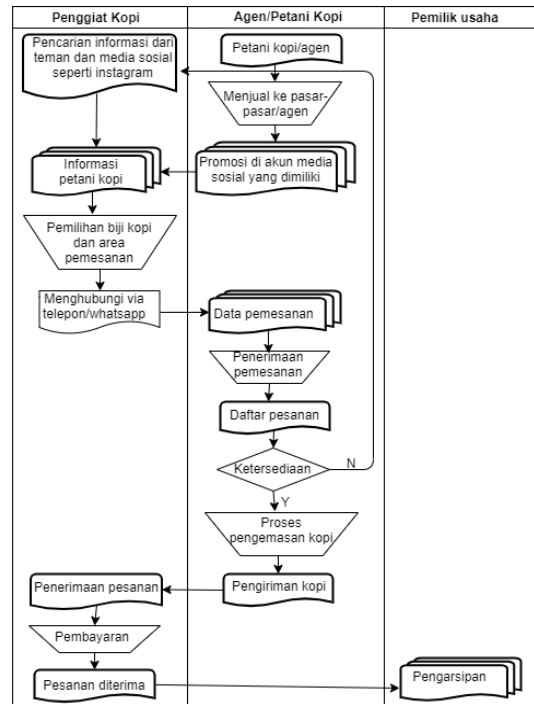 Penggiat Kopi
Agen/Petani Kopi
Pemilik usaha
Pencarian informasi dari
teman dan media sosial
seperti instagram
Petani kopi/agen
Menjual ke pasar-
pasar/agen
Informasi
petani kopi
Promosi di akun media
sosial yang dimiliki
Pemilihan biji kopi
dan area
pemesanan
Menghubungi via
telepon/whatsapp
Data pemesanan
Penerimaan
pemesanan
Daftar pesanan
Ketersediaan
N
Y
Proses
pengemasan kopi
Penerimaan pesanan
Pengiriman kopi
Pembayaran
Pesanan diterima
Pengarsipan